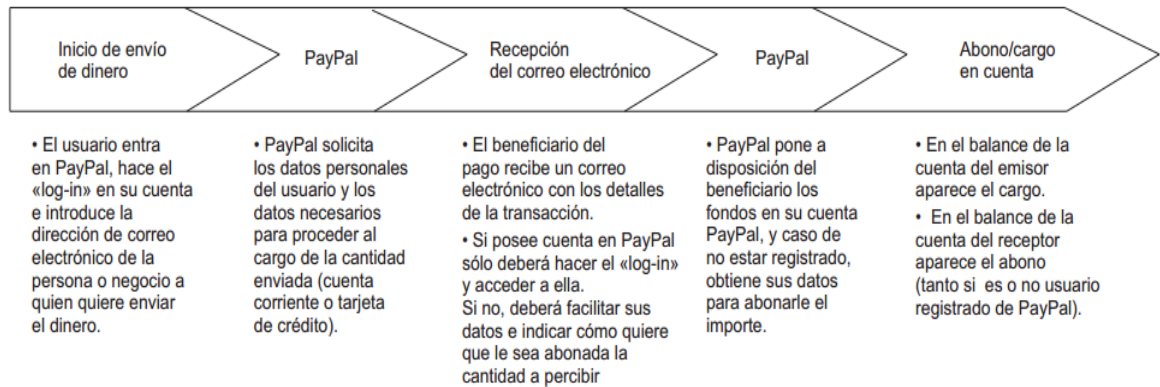 Inicio de envío
de dinero
PayPal
Recepción
del correo electrónico
PayPal
Abono/cargo
en cuenta
• El usuario entra
en PayPal, hace el
«log-in» en su cuenta
e introduce la
dirección de correo
electrónico de la
persona o negocio a
quien quiere enviar
el dinero.
• PayPal solicita
los datos personales
del usuario y los
datos necesarios
para proceder al
cargo de la cantidad
enviada (cuenta
corriente o tarjeta
de crédito).
• El beneficiario del
pago recibe un correo
electrónico con los detalles
de la transacción.
• Si posee cuenta en PayPal
sólo deberá hacer el «log-in»
y acceder a ella.
Si no, deberá facilitar sus
datos e indicar cómo quiere
que le sea abonada la
cantidad a percibir
• PayPal pone a
disposición del
beneficiario los
fondos en su cuenta
PayPal, y caso de
no estar registrado,
obtiene sus datos
para abonarle el
importe.
• En el balance de la
cuenta del emisor
aparece el cargo.
• En el balance de la
cuenta del receptor
aparece el abono
(tanto si es o no usuario
registrado de PayPal).